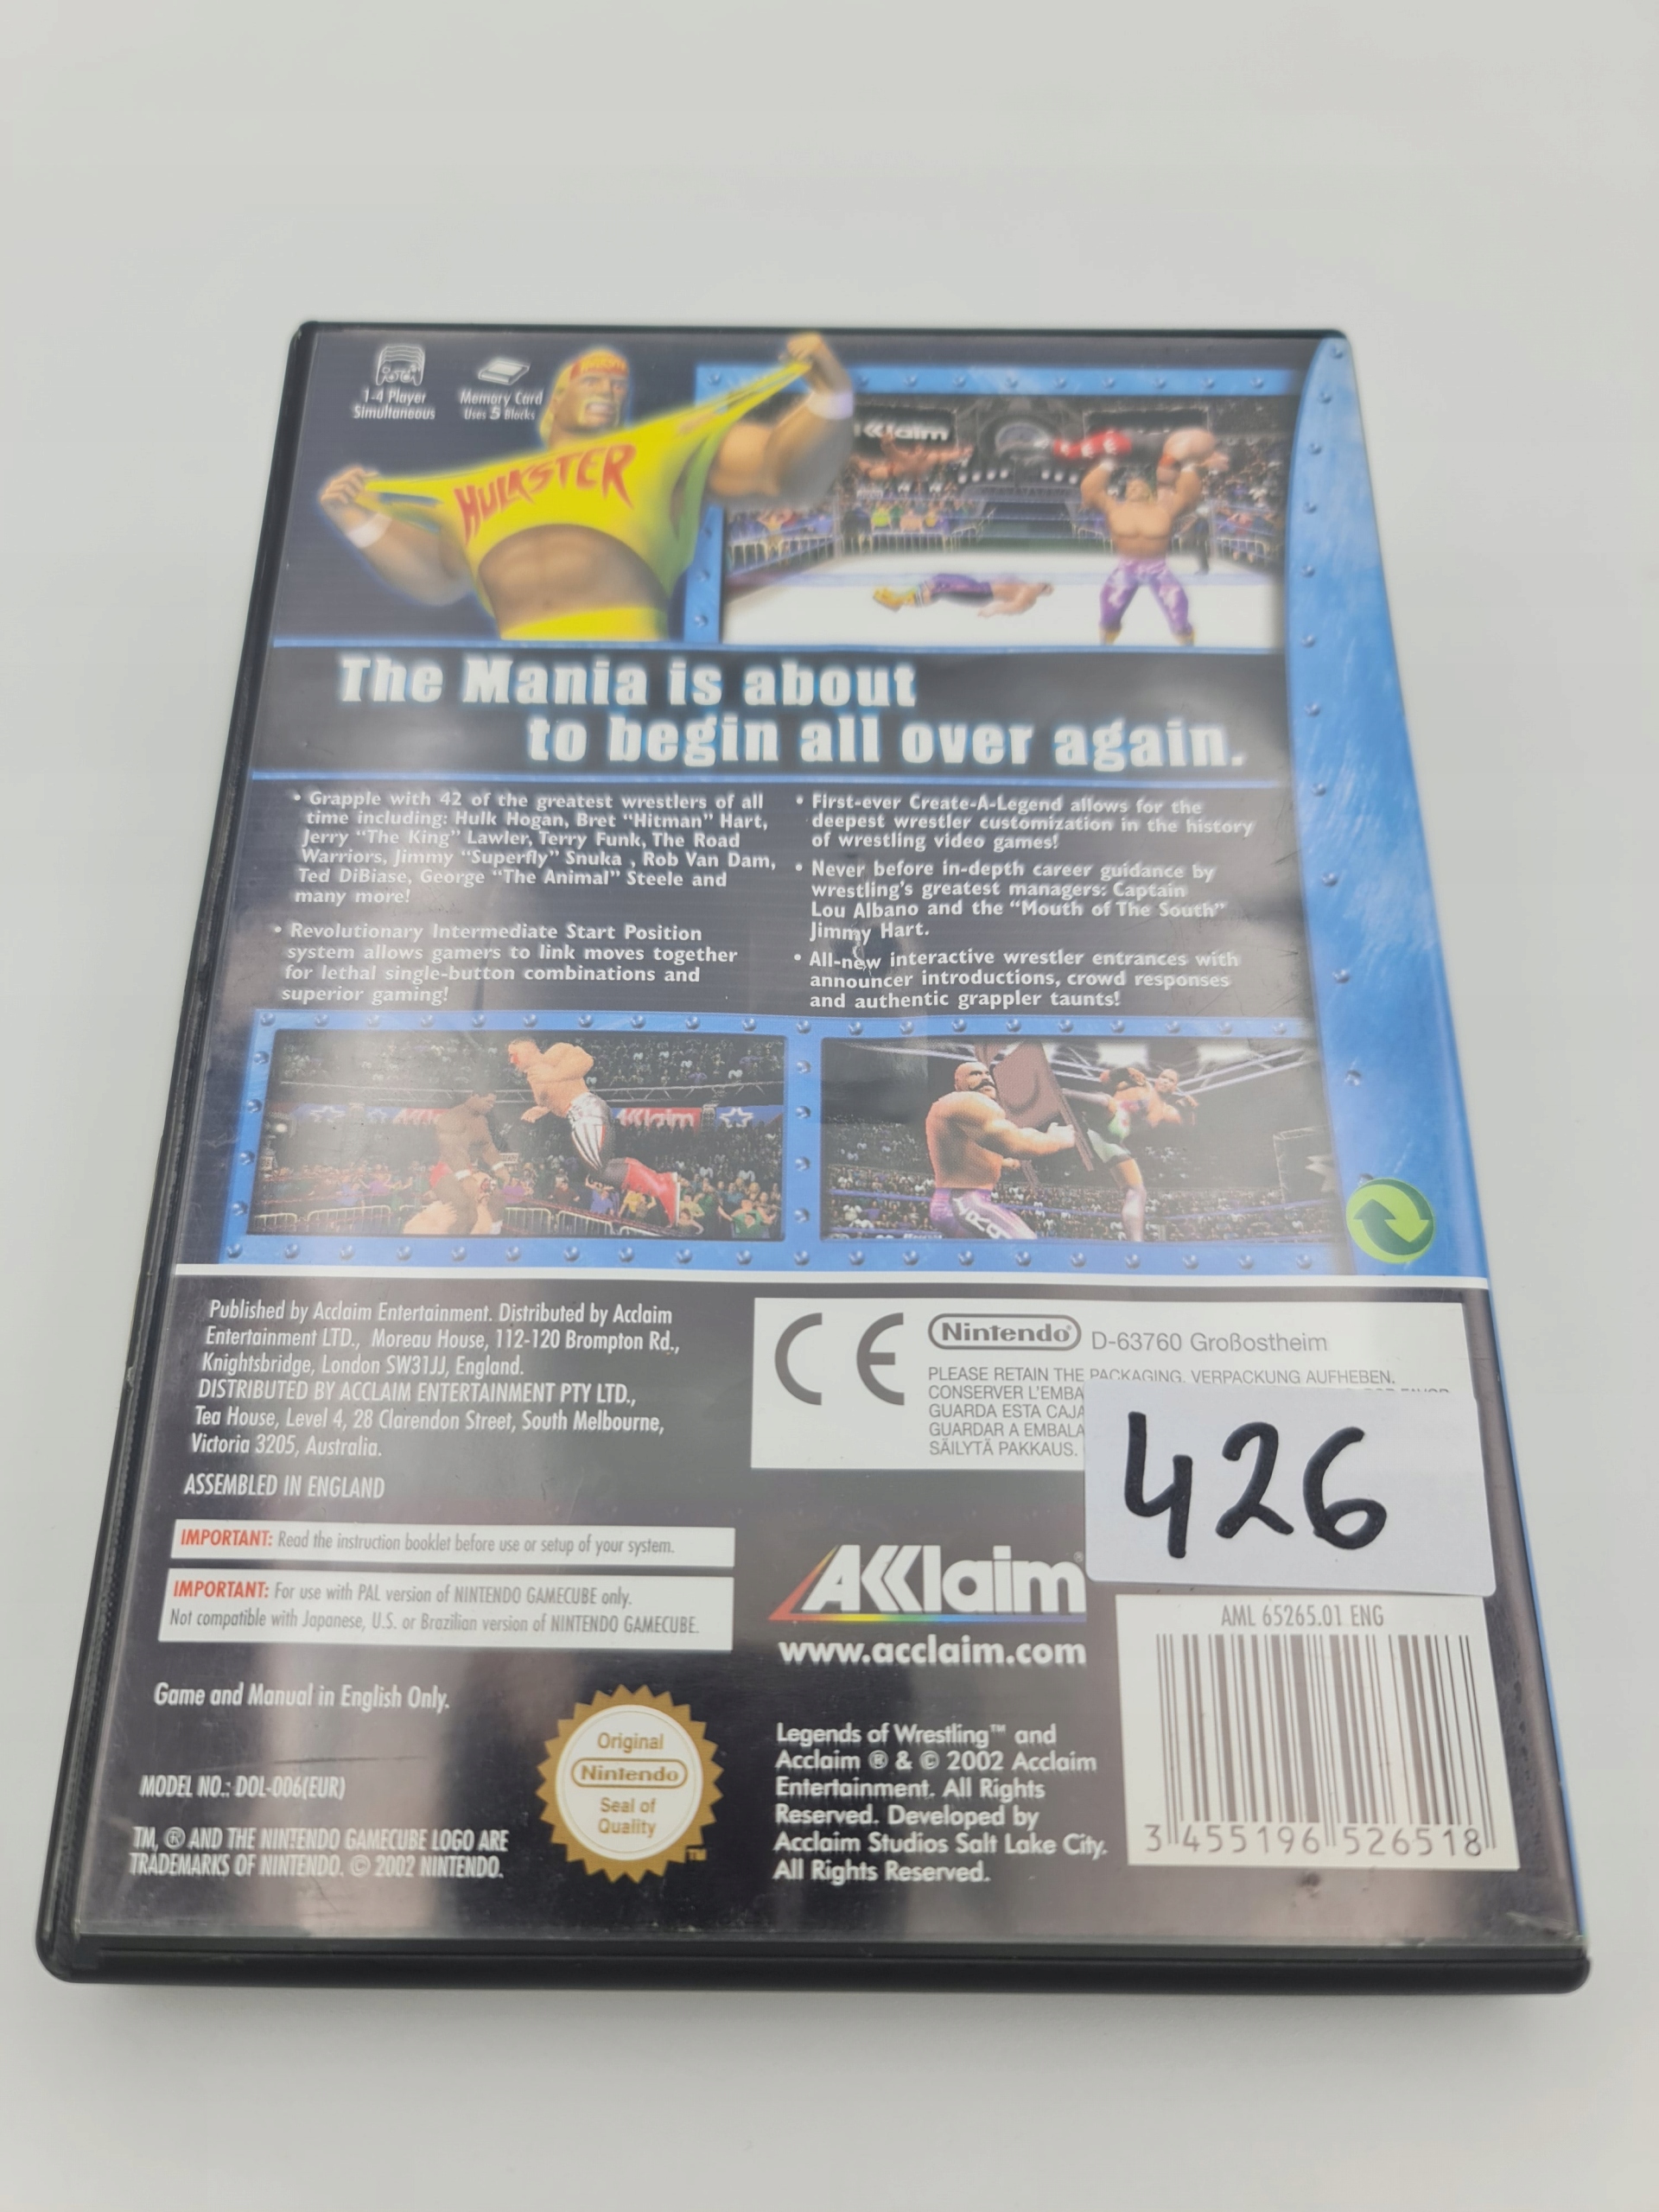 1-4 Player
Simultaneous
Memory Card
Uses 5 Blocks
HULKSTER
Acclaim
The Mania is about
to begin all over again.
• Grapple with 42 of the greatest wrestlers of all
time including: Hulk Hogan, Bret "Hitman" Hart,
Jerry "The King" Lawler, Terry Funk, The Road
Warriors, Jimmy "Superfly" Snuka , Rob Van Dam,
Ted DiBiase, George "The Animal" Steele and
many more!
• Revolutionary Intermediate Start Position
system allows gamers to link moves together
for lethal single-button combinations and
superior gaming!
• First-ever Create-A-Legend allows for the
deepest wrestler customization in the history
of wrestling video games!
• Never before in-depth career guidance by
wrestling's greatest managers: Captain
Lou Albano and the "Mouth of The South"
Jimmy Hart.
• All-new interactive wrestler entrances with
announcer introductions, crowd responses
and authentic grappler taunts!
Acclaim
Published by Acclaim Entertainment. Distributed by Acclaim
Entertainment LTD., Moreau House, 112-120 Brompton Rd.,
Knightsbridge, London SW31JJ, England.
DISTRIBUTED BY ACCLAIM ENTERTAINMENT PTY LTD.,
Tea House, Level 4, 28 Clarendon Street, South Melbourne,
Victoria 3205, Australia.
ASSEMBLED IN ENGLAND
CE
Nintendo® D-63760 Großostheim
PLEASE RETAIN THE PACKAGING. VERPACKUNG AUFHEBEN.
CONSERVER L'EMBA
GUARDA ESTA CAJA
GUARDAR A EMBALA
SÄILYTÄ PAKKAUS.
426
IMPORTANT: Read the instruction booklet before use or setup of your system.
IMPORTANT: For use with PAL version of NINTENDO GAMECUBE only.
Not compatible with Japanese, U.S. or Brazilian version of NINTENDO GAMECUBE.
Acclaim®
www.acclaim.com
AML 65265.01 ENG
3 455196 526518
Game and Manual in English Only.
MODEL NO.: DOL-006(EUR)
TM, ® AND THE NINTENDO GAMECUBE LOGO ARE
TRADEMARKS OF NINTENDO. © 2002 NINTENDO.
Original
Nintendo
Seal of
Quality
TM
Legends of Wrestling™ and
Acclaim ® & © 2002 Acclaim
Entertainment. All Rights
Reserved. Developed by
Acclaim Studios Salt Lake City.
All Rights Reserved.